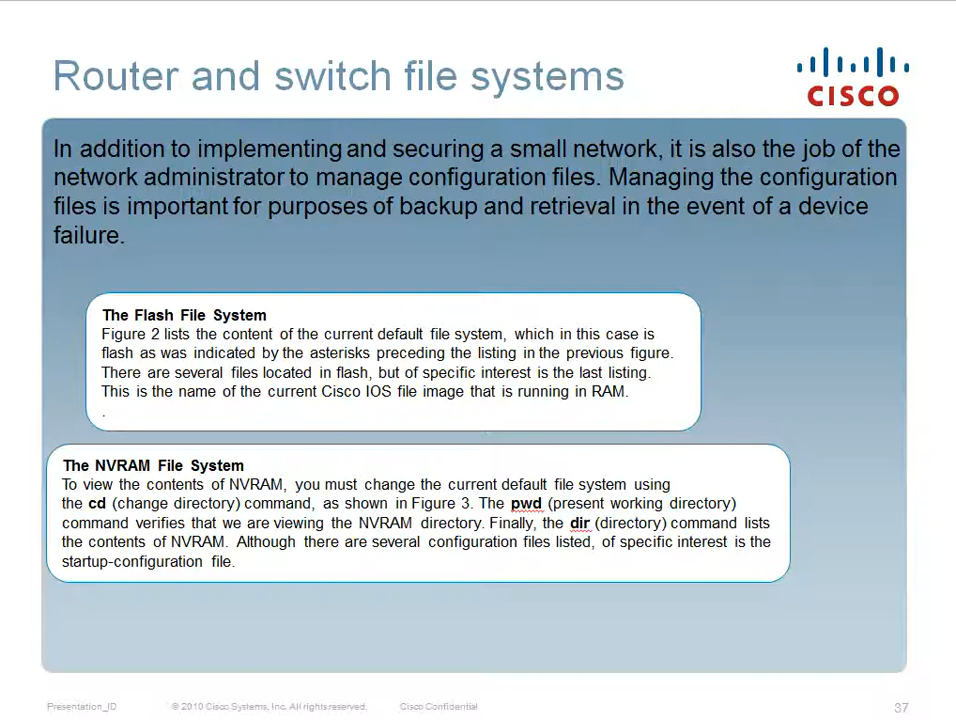 Router and switch file systems
CISCO
In addition to implementing and securing a small network, it is also the job of the
network administrator to manage configuration files. Managing the configuration
files is important for purposes of backup and retrieval in the event of a device
failure.
The Flash File System
Figure 2 lists the content of the current default file system, which in this case is
flash as was indicated by the asterisks preceding the listing in the previous figure.
There are several files located in flash, but of specific interest is the last listing.
This is the name of the current Cisco IOS file image that is running in RAM.
.
The NVRAM File System
To view the contents of NVRAM, you must change the current default file system using
the cd (change directory) command, as shown in Figure 3. The pwd (present working directory)
command verifies that we are viewing the NVRAM directory. Finally, the dir (directory) command lists
the contents of NVRAM. Although there are several configuration files listed, of specific interest is the
startup-configuration file.
Presentation_ID © 2010 Cisco Systems, Inc. All rights reserved. Cisco Confidential 37